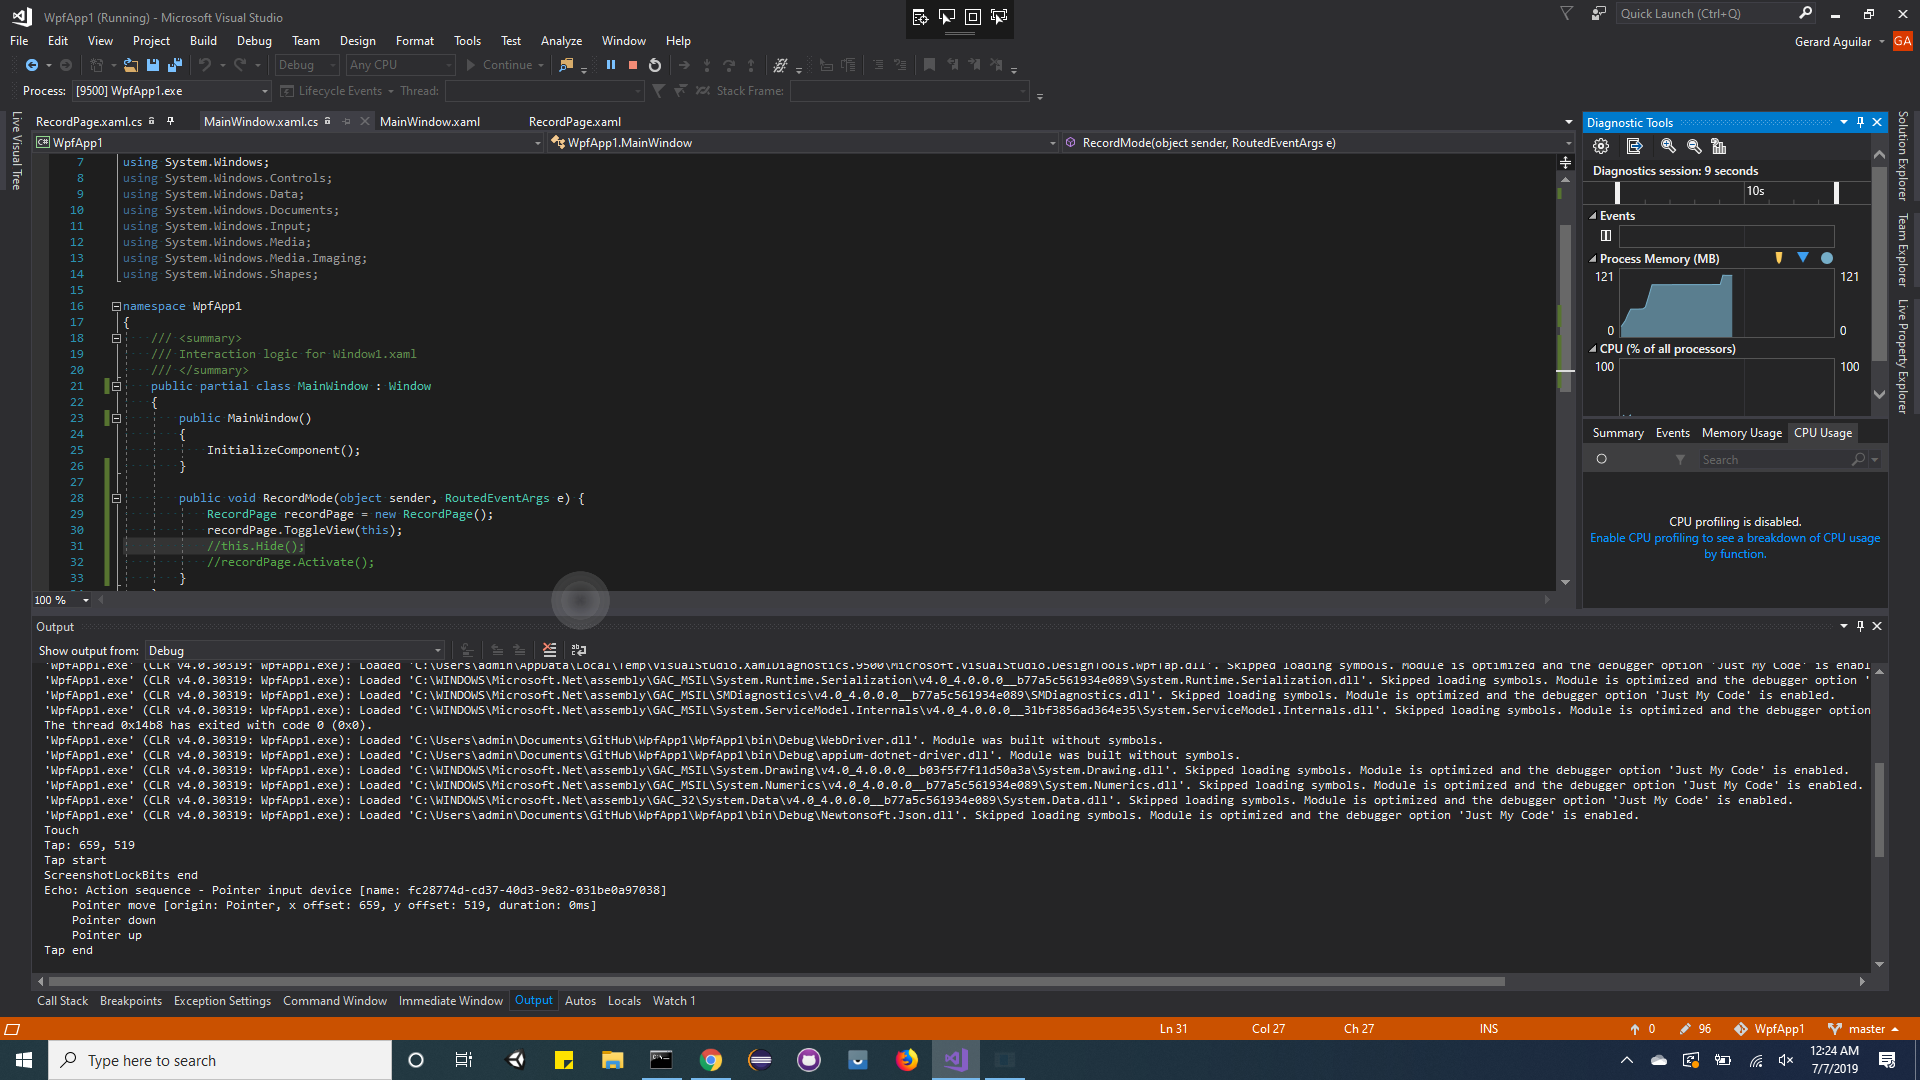 WpfApp1 (Running) - Microsoft Visual Studio
Quick Launch (Ctrl+Q)
File Edit View Project Build Debug Team Design Format Tools Test Analyze Window Help
Gerard Aguilar GA
Debug Any CPU Continue
Process: [9500] WpfApp1.exe Lifecycle Events Thread: Stack Frame:
Live Visual Tree
RecordPage.xaml.cs MainWindow.xaml.cs MainWindow.xaml RecordPage.xaml
C# WpfApp1 WpfApp1.MainWindow RecordMode(object sender, RoutedEventArgs e)
7 using System.Windows;
8 using System.Windows.Controls;
9 using System.Windows.Data;
10 using System.Windows.Documents;
11 using System.Windows.Input;
12 using System.Windows.Media;
13 using System.Windows.Media.Imaging;
14 using System.Windows.Shapes;
15
16 namespace WpfApp1
17 {
18 /// <summary>
19 /// Interaction logic for Window1.xaml
20 /// </summary>
21 public partial class MainWindow : Window
22 {
23 public MainWindow()
24 {
25 InitializeComponent();
26 }
27
28 public void RecordMode(object sender, RoutedEventArgs e) {
29 RecordPage recordPage = new RecordPage();
30 recordPage.ToggleView(this);
31 //this.Hide();
32 //recordPage.Activate();
33 }
100 %
Diagnostic Tools
Diagnostics session: 9 seconds
10s
Events
Process Memory (MB)
121 121
0 0
CPU (% of all processors)
100 100
Summary Events Memory Usage CPU Usage
Search
CPU profiling is disabled.
Enable CPU profiling to see a breakdown of CPU usage
by function.
Solution Explorer
Team Explorer
Live Property Explorer
Output
Show output from: Debug
'WpfApp1.exe' (CLR v4.0.30319: WpfApp1.exe): Loaded 'C:\Users\admin\AppData\Local\Temp\VisualStudio.XamlDiagnostics.9500\Microsoft.VisualStudio.DesignTools.WpfTap.dll'. Skipped loading symbols. Module is optimized and the debugger option 'Just My Code' is enabl
'WpfApp1.exe' (CLR v4.0.30319: WpfApp1.exe): Loaded 'C:\WINDOWS\Microsoft.Net\assembly\GAC_MSIL\System.Runtime.Serialization\v4.0_4.0.0.0__b77a5c561934e089\System.Runtime.Serialization.dll'. Skipped loading symbols. Module is optimized and the debugger option '
'WpfApp1.exe' (CLR v4.0.30319: WpfApp1.exe): Loaded 'C:\WINDOWS\Microsoft.Net\assembly\GAC_MSIL\SMDiagnostics\v4.0_4.0.0.0__b77a5c561934e089\SMDiagnostics.dll'. Skipped loading symbols. Module is optimized and the debugger option 'Just My Code' is enabled.
'WpfApp1.exe' (CLR v4.0.30319: WpfApp1.exe): Loaded 'C:\WINDOWS\Microsoft.Net\assembly\GAC_MSIL\System.ServiceModel.Internals\v4.0_4.0.0.0__31bf3856ad364e35\System.ServiceModel.Internals.dll'. Skipped loading symbols. Module is optimized and the debugger option
The thread 0x14b8 has exited with code 0 (0x0).
'WpfApp1.exe' (CLR v4.0.30319: WpfApp1.exe): Loaded 'C:\Users\admin\Documents\GitHub\WpfApp1\WpfApp1\bin\Debug\WebDriver.dll'. Module was built without symbols.
'WpfApp1.exe' (CLR v4.0.30319: WpfApp1.exe): Loaded 'C:\Users\admin\Documents\GitHub\WpfApp1\WpfApp1\bin\Debug\appium-dotnet-driver.dll'. Module was built without symbols.
'WpfApp1.exe' (CLR v4.0.30319: WpfApp1.exe): Loaded 'C:\WINDOWS\Microsoft.Net\assembly\GAC_MSIL\System.Drawing\v4.0_4.0.0.0__b03f5f7f11d50a3a\System.Drawing.dll'. Skipped loading symbols. Module is optimized and the debugger option 'Just My Code' is enabled.
'WpfApp1.exe' (CLR v4.0.30319: WpfApp1.exe): Loaded 'C:\WINDOWS\Microsoft.Net\assembly\GAC_MSIL\System.Numerics\v4.0_4.0.0.0__b77a5c561934e089\System.Numerics.dll'. Skipped loading symbols. Module is optimized and the debugger option 'Just My Code' is enabled.
'WpfApp1.exe' (CLR v4.0.30319: WpfApp1.exe): Loaded 'C:\WINDOWS\Microsoft.Net\assembly\GAC_32\System.Data\v4.0_4.0.0.0__b77a5c561934e089\System.Data.dll'. Skipped loading symbols. Module is optimized and the debugger option 'Just My Code' is enabled.
'WpfApp1.exe' (CLR v4.0.30319: WpfApp1.exe): Loaded 'C:\Users\admin\Documents\GitHub\WpfApp1\WpfApp1\bin\Debug\Newtonsoft.Json.dll'. Skipped loading symbols. Module is optimized and the debugger option 'Just My Code' is enabled.
Touch
Tap: 659, 519
Tap start
ScreenshotLockBits end
Echo: Action sequence - Pointer input device [name: fc28774d-cd37-40d3-9e82-031be0a97038]
Pointer move [origin: Pointer, x offset: 659, y offset: 519, duration: 0ms]
Pointer down
Pointer up
Tap end
Call Stack Breakpoints Exception Settings Command Window Immediate Window Output Autos Locals Watch 1
Ln 31 Col 27 Ch 27 INS 0 96 WpfApp1 master
Type here to search
12:24 AM
7/7/2019